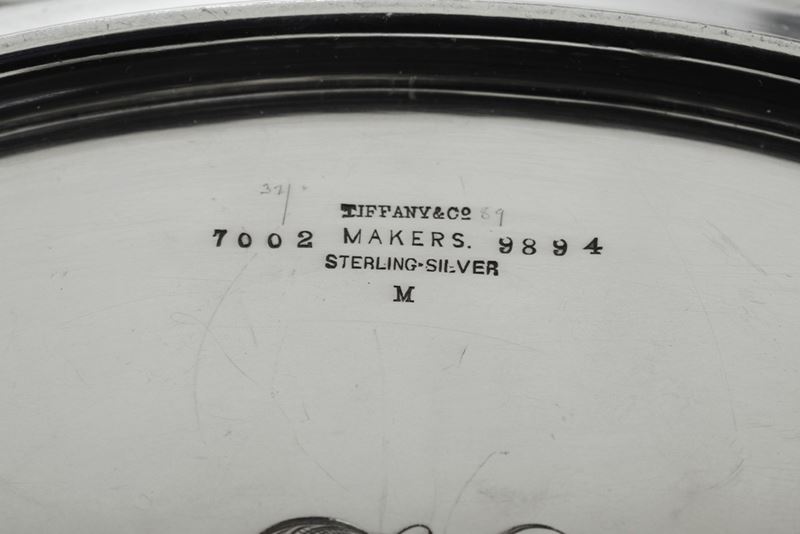 TIFFANY&Cº
7002 MAKERS. 9894
STERLING-SILVER
M